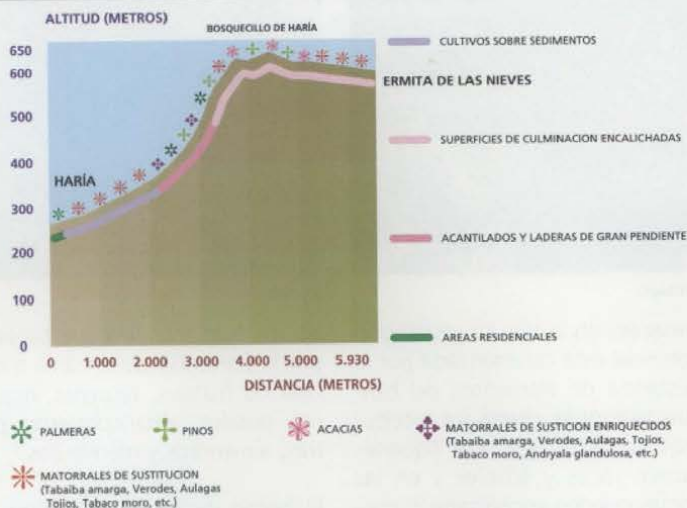 ALTITUD (METROS)
BOSQUECILLO DE HARÍA
650
600
500
400
300
200
100
0
HARÍA
0 1.000 2.000 3.000 4.000 5.000 5.930
DISTANCIA (METROS)
CULTIVOS SOBRE SEDIMENTOS
ERMITA DE LAS NIEVES
SUPERFICIES DE CULMINACION ENCALICHADAS
ACANTILADOS Y LADERAS DE GRAN PENDIENTE
AREAS RESIDENCIALES
PALMERAS
PINOS
ACACIAS
MATORRALES DE SUSTICION ENRIQUECIDOS
(Tabaiba amarga, Verodes, Aulagas, Tojios,
Tabaco moro, Andryala glandulosa, etc.)
MATORRALES DE SUSTITUCION
(Tabaiba amarga, Verodes, Aulagas
Tojios, Tabaco moro, etc.)